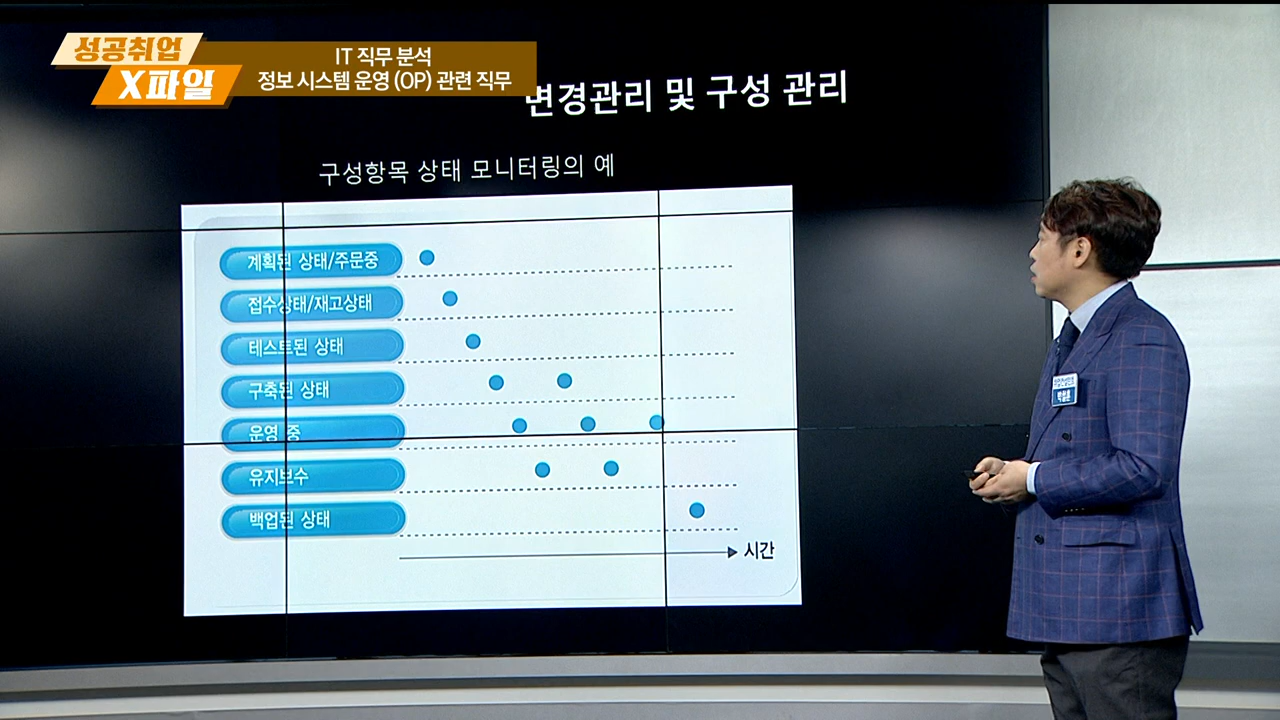 성공취업
X파일
IT 직무 분석
정보 시스템 운영 (OP) 관련 직무
변경관리 및 구성 관리
구성항목 상태 모니터링의 예
계획된 상태/주문중
접수상태/재고상태
테스트된 상태
구축된 상태
운영 중
유지보수
백업된 상태
시간